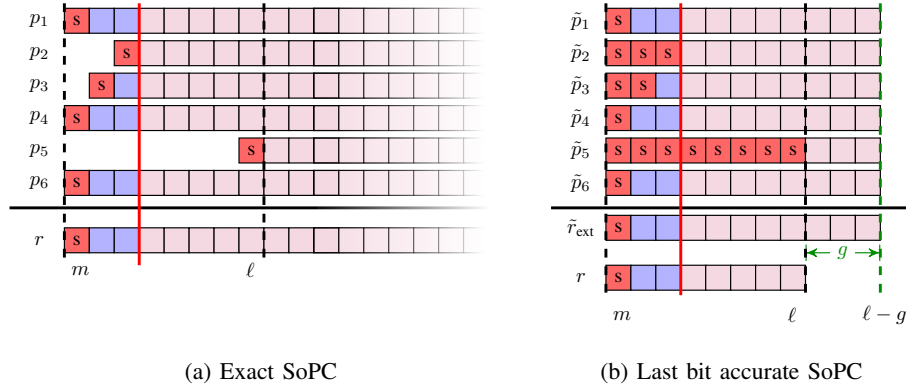 p₁ s
p₂ s
p₃ s
p₄ s
p₅ s
p₆ s
r s
m ℓ
(a) Exact SoPC
p̃₁ s
p̃₂ s s s
p̃₃ s s
p̃₄ s
p̃₅ s s s s s s s s
p̃₆ s
r̃ext s
g
r s
m ℓ ℓ − g
(b) Last bit accurate SoPC